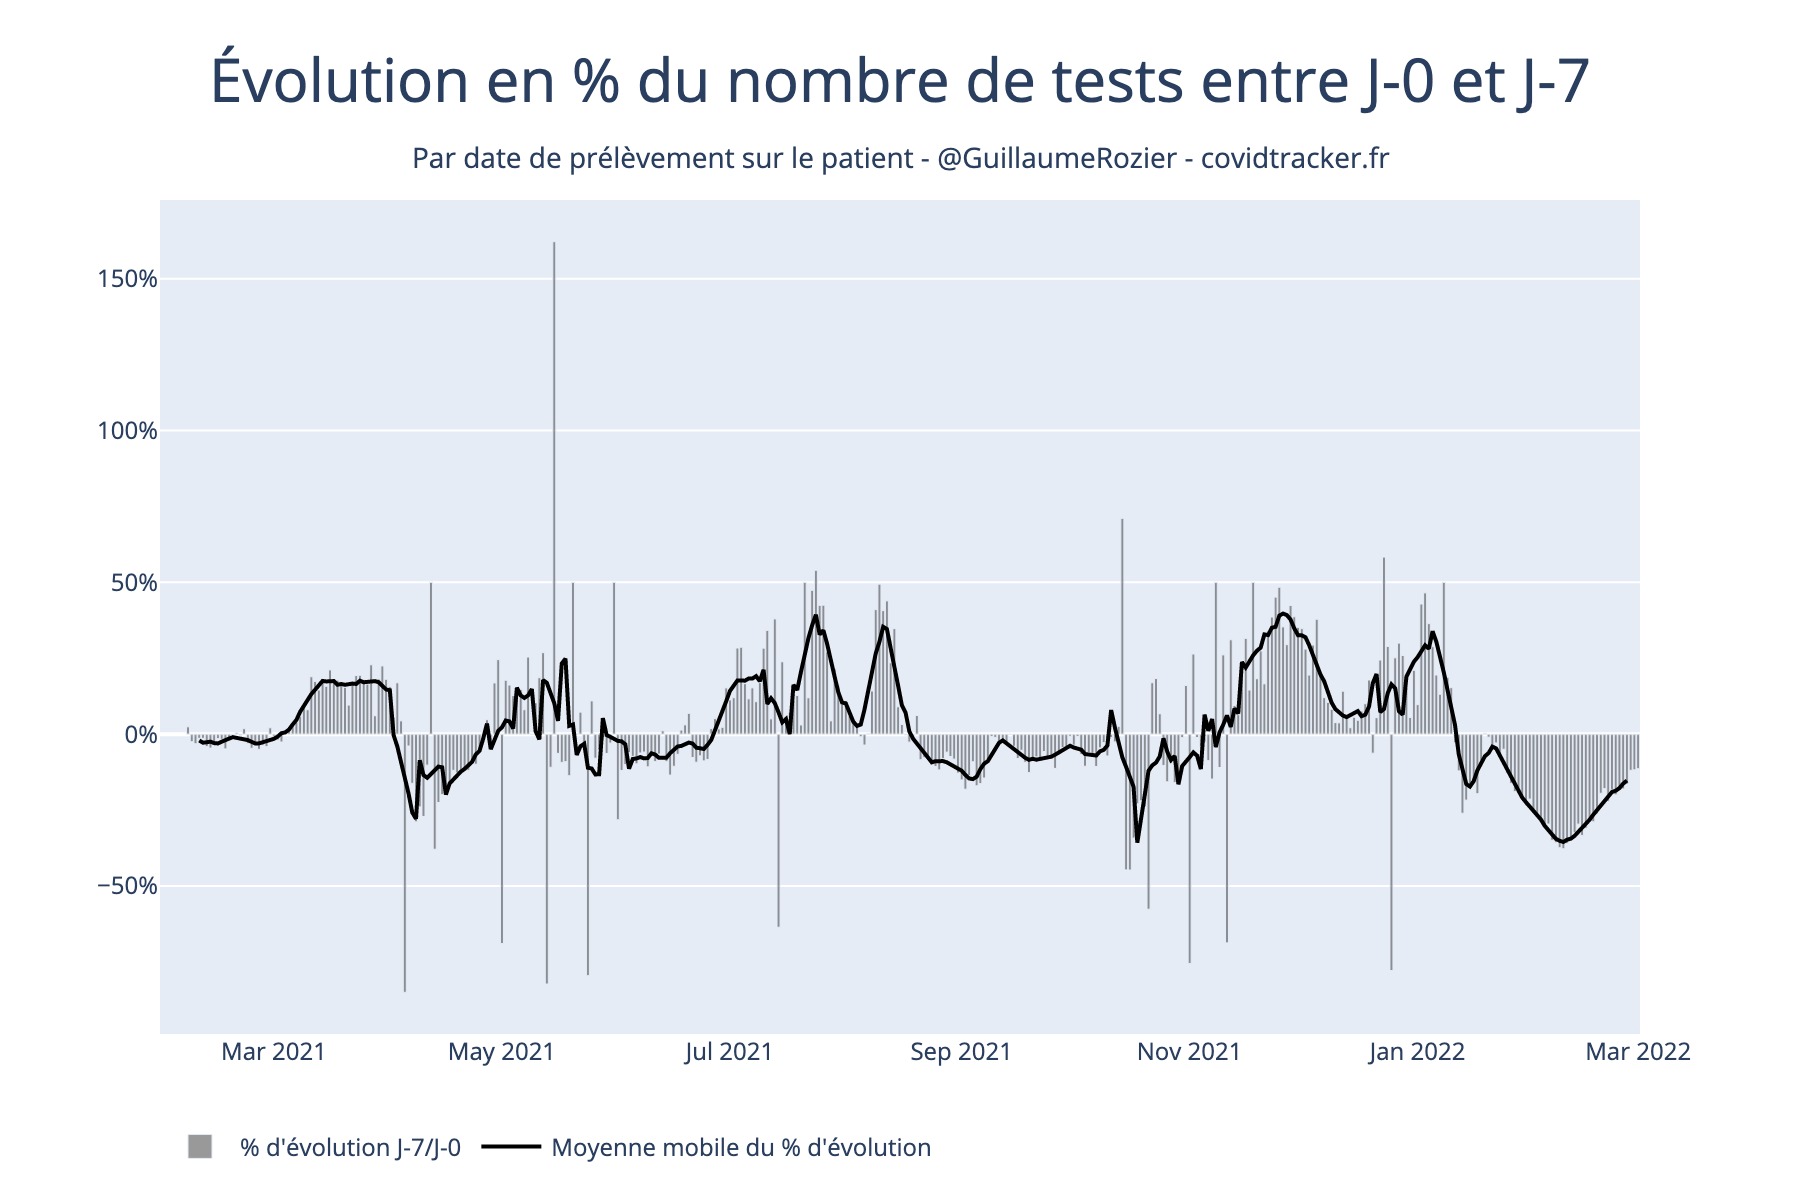 Évolution en % du nombre de tests entre J-0 et J-7
Par date de prélèvement sur le patient - @GuillaumeRozier - covidtracker.fr
150%
100%
50%
0%
−50%
Mar 2021
May 2021
Jul 2021
Sep 2021
Nov 2021
Jan 2022
Mar 2022
% d'évolution J-7/J-0
Moyenne mobile du % d'évolution